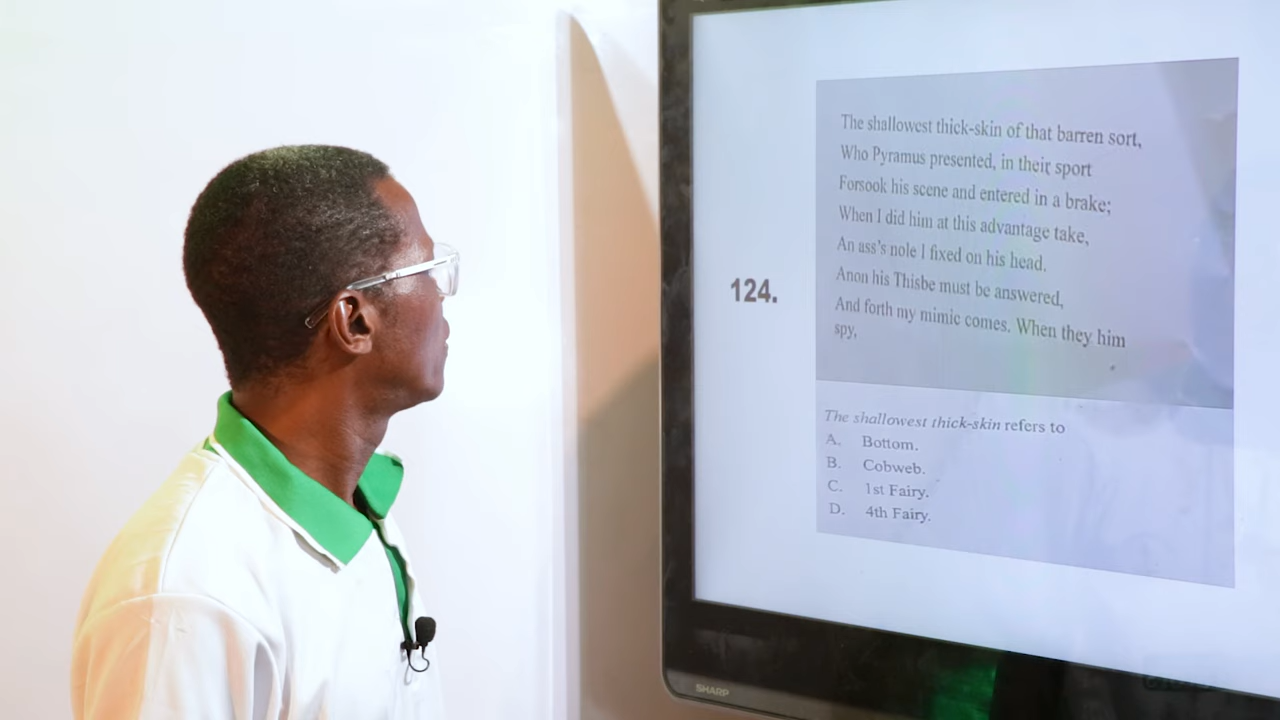 The shallowest thick-skin of that barren sort,
Who Pyramus presented, in their sport
Forsook his scene and entered in a brake;
When I did him at this advantage take,
An ass's nole I fixed on his head.
Anon his Thisbe must be answered,
And forth my mimic comes. When they him
spy,
124.
The shallowest thick-skin refers to
A. Bottom.
B. Cobweb.
C. 1st Fairy.
D. 4th Fairy.
SHARP